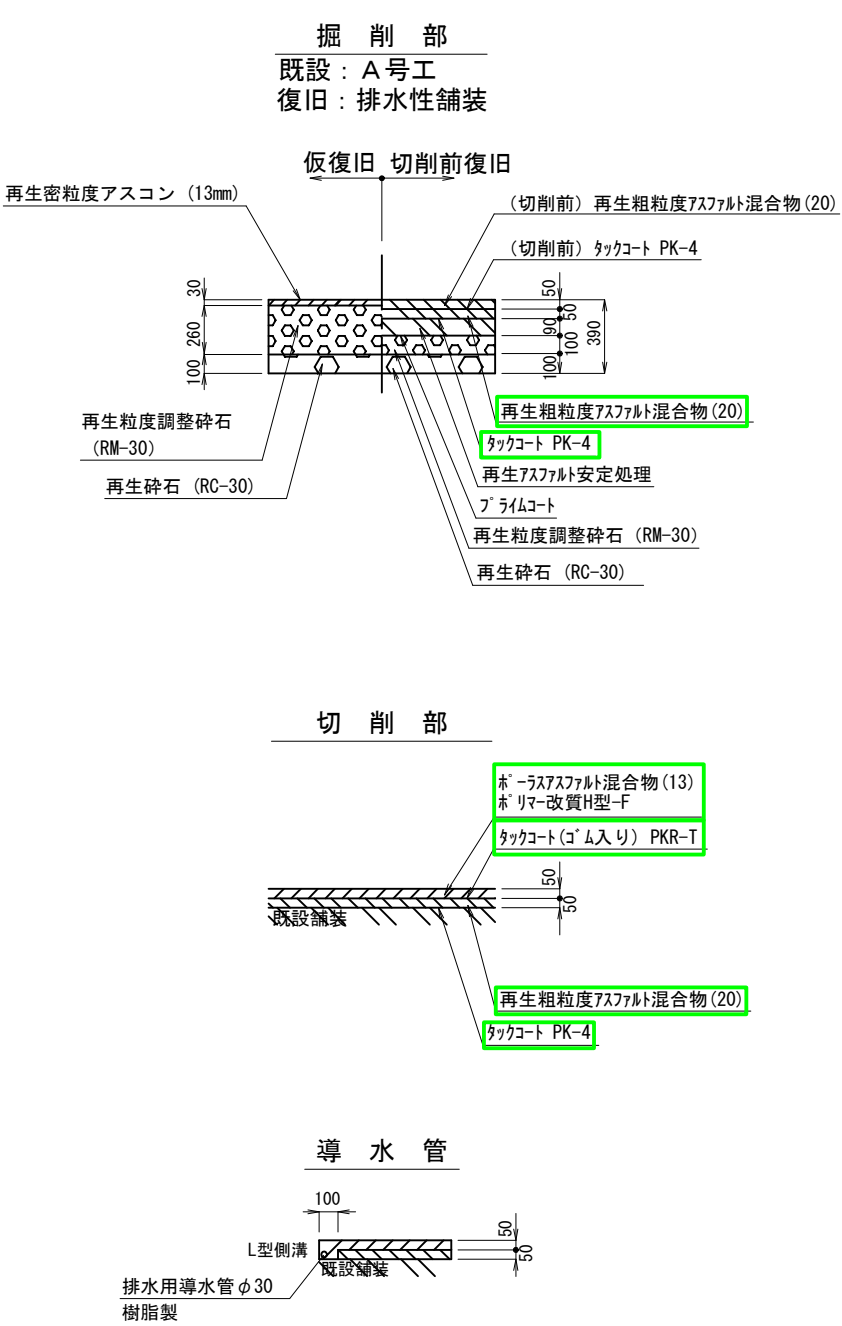 掘 削 部
既設：Ａ号工
復旧：排水性舗装
仮復旧 切削前復旧
再生密粒度アスコン (13mm)
(切削前) 再生粗粒度ｱｽﾌｧﾙﾄ混合物(20)
(切削前) ﾀｯｸｺｰﾄ PK-4
30
260
100
50
50
90
100
100
390
再生粒度調整砕石
(RM-30)
再生砕石 (RC-30)
再生粗粒度ｱｽﾌｧﾙﾄ混合物(20)
ﾀｯｸｺｰﾄ PK-4
再生ｱｽﾌｧﾙﾄ安定処理
ﾌﾟﾗｲﾑｺｰﾄ
再生粒度調整砕石 (RM-30)
再生砕石 (RC-30)
切 削 部
ﾎﾟｰﾗｽｱｽﾌｧﾙﾄ混合物(13)
ﾎﾟﾘﾏｰ改質H型-F
ﾀｯｸｺｰﾄ(ｺﾞﾑ入り) PKR-T
50
50
既設舗装
再生粗粒度ｱｽﾌｧﾙﾄ混合物(20)
ﾀｯｸｺｰﾄ PK-4
導 水 管
100
50
50
L型側溝
既設舗装
排水用導水管φ30
樹脂製